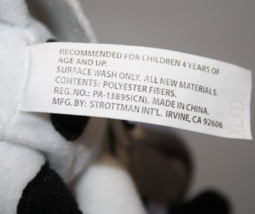 RECOMMENDED FOR CHILDREN 4 YEARS OF
AGE AND UP.
SURFACE WASH ONLY. ALL NEW MATERIALS.
CONTENTS: POLYESTER FIBERS.
REG.NO.: PA-13895(CN). MADE IN CHINA.
MFG.BY: STROTTMAN INT'L. IRVINE, CA 92606